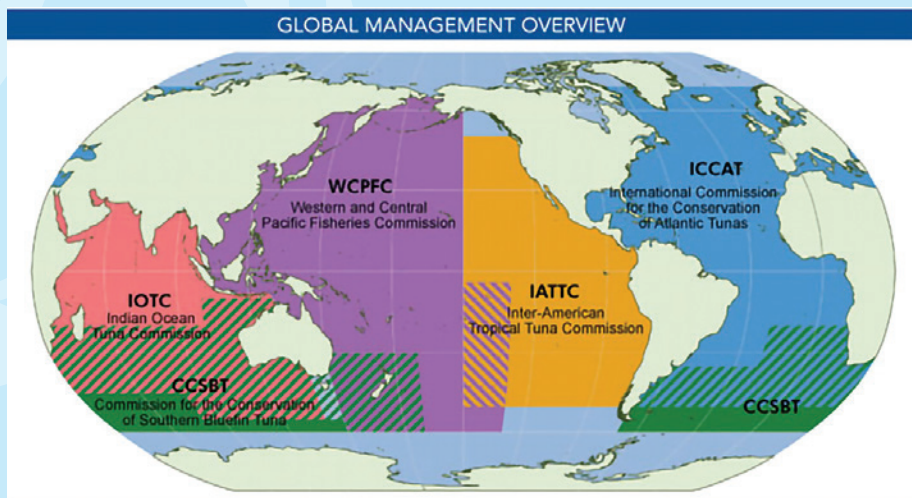 GLOBAL MANAGEMENT OVERVIEW
WCPFC
Western and Central
Pacific Fisheries Commission
ICCAT
International Commission
for the Conservation
of Atlantic Tunas
IOTC
Indian Ocean
Tuna Commission
IATTC
Inter-American
Tropical Tuna Commission
CCSBT
Commission for the Conservation
of Southern Bluefin Tuna
CCSBT